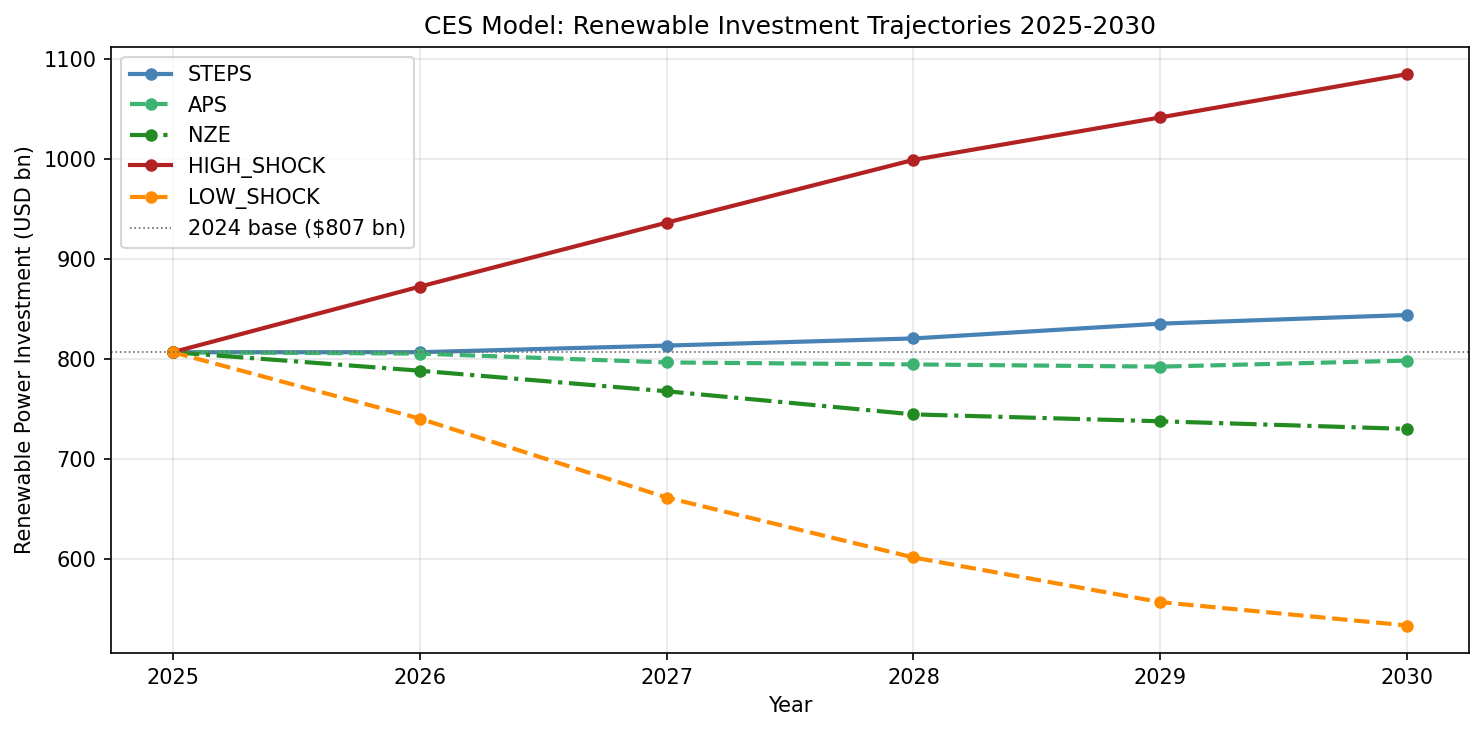 CES Model: Renewable Investment Trajectories 2025-2030
Renewable Power Investment (USD bn)
1100
1000
900
800
700
600
STEPS
APS
NZE
HIGH_SHOCK
LOW_SHOCK
2024 base ($807 bn)
2025 2026 2027 2028 2029 2030
Year